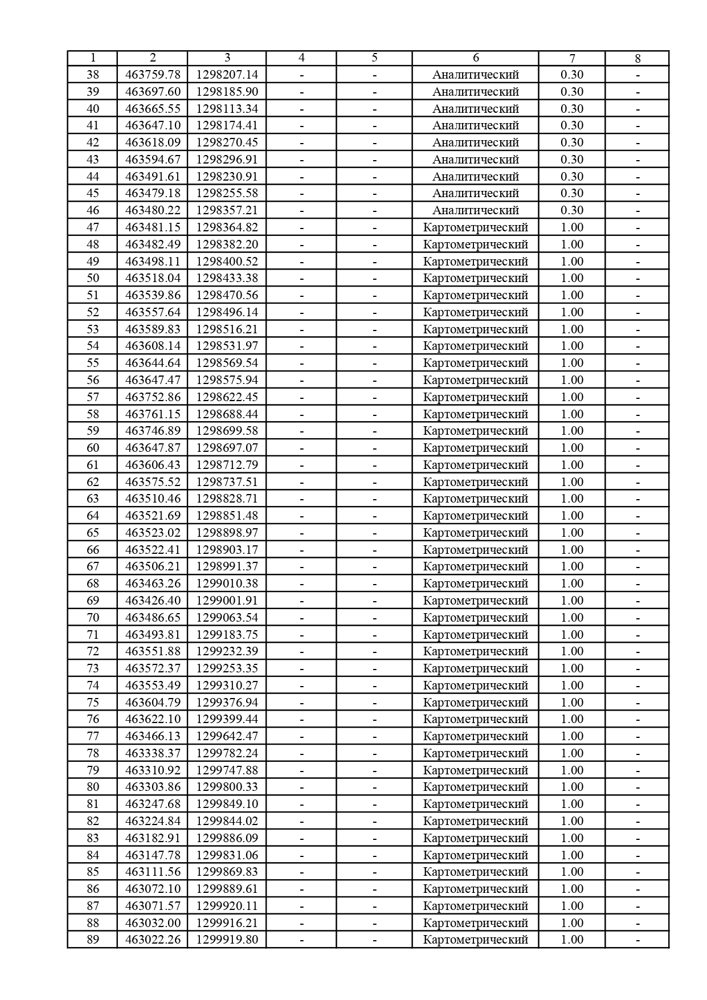 1 2 3 4 5 6 7 8
38 463759.78 1298207.14 - - Аналитический 0.30 -
39 463697.60 1298185.90 - - Аналитический 0.30 -
40 463665.55 1298113.34 - - Аналитический 0.30 -
41 463647.10 1298174.41 - - Аналитический 0.30 -
42 463618.09 1298270.45 - - Аналитический 0.30 -
43 463594.67 1298296.91 - - Аналитический 0.30 -
44 463491.61 1298230.91 - - Аналитический 0.30 -
45 463479.18 1298255.58 - - Аналитический 0.30 -
46 463480.22 1298357.21 - - Аналитический 0.30 -
47 463481.15 1298364.82 - - Картометрический 1.00 -
48 463482.49 1298382.20 - - Картометрический 1.00 -
49 463498.11 1298400.52 - - Картометрический 1.00 -
50 463518.04 1298433.38 - - Картометрический 1.00 -
51 463539.86 1298470.56 - - Картометрический 1.00 -
52 463557.64 1298496.14 - - Картометрический 1.00 -
53 463589.83 1298516.21 - - Картометрический 1.00 -
54 463608.14 1298531.97 - - Картометрический 1.00 -
55 463644.64 1298569.54 - - Картометрический 1.00 -
56 463647.47 1298575.94 - - Картометрический 1.00 -
57 463752.86 1298622.45 - - Картометрический 1.00 -
58 463761.15 1298688.44 - - Картометрический 1.00 -
59 463746.89 1298699.58 - - Картометрический 1.00 -
60 463647.87 1298697.07 - - Картометрический 1.00 -
61 463606.43 1298712.79 - - Картометрический 1.00 -
62 463575.52 1298737.51 - - Картометрический 1.00 -
63 463510.46 1298828.71 - - Картометрический 1.00 -
64 463521.69 1298851.48 - - Картометрический 1.00 -
65 463523.02 1298898.97 - - Картометрический 1.00 -
66 463522.41 1298903.17 - - Картометрический 1.00 -
67 463506.21 1298991.37 - - Картометрический 1.00 -
68 463463.26 1299010.38 - - Картометрический 1.00 -
69 463426.40 1299001.91 - - Картометрический 1.00 -
70 463486.65 1299063.54 - - Картометрический 1.00 -
71 463493.81 1299183.75 - - Картометрический 1.00 -
72 463551.88 1299232.39 - - Картометрический 1.00 -
73 463572.37 1299253.35 - - Картометрический 1.00 -
74 463553.49 1299310.27 - - Картометрический 1.00 -
75 463604.79 1299376.94 - - Картометрический 1.00 -
76 463622.10 1299399.44 - - Картометрический 1.00 -
77 463466.13 1299642.47 - - Картометрический 1.00 -
78 463338.37 1299782.24 - - Картометрический 1.00 -
79 463310.92 1299747.88 - - Картометрический 1.00 -
80 463303.86 1299800.33 - - Картометрический 1.00 -
81 463247.68 1299849.10 - - Картометрический 1.00 -
82 463224.84 1299844.02 - - Картометрический 1.00 -
83 463182.91 1299886.09 - - Картометрический 1.00 -
84 463147.78 1299831.06 - - Картометрический 1.00 -
85 463111.56 1299869.83 - - Картометрический 1.00 -
86 463072.10 1299889.61 - - Картометрический 1.00 -
87 463071.57 1299920.11 - - Картометрический 1.00 -
88 463032.00 1299916.21 - - Картометрический 1.00 -
89 463022.26 1299919.80 - - Картометрический 1.00 -